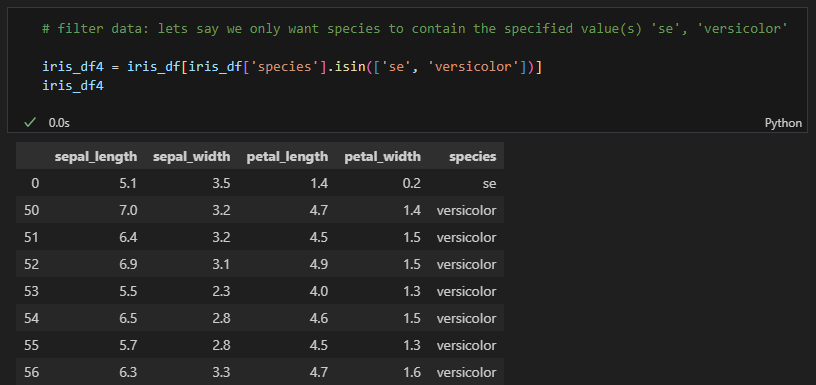 # filter data: lets say we only want species to contain the specified value(s) 'se', 'versicolor'
iris_df4 = iris_df[iris_df['species'].isin(['se', 'versicolor'])]
iris_df4
0.0s Python
sepal_length sepal_width petal_length petal_width species
0 5.1 3.5 1.4 0.2 se
50 7.0 3.2 4.7 1.4 versicolor
51 6.4 3.2 4.5 1.5 versicolor
52 6.9 3.1 4.9 1.5 versicolor
53 5.5 2.3 4.0 1.3 versicolor
54 6.5 2.8 4.6 1.5 versicolor
55 5.7 2.8 4.5 1.3 versicolor
56 6.3 3.3 4.7 1.6 versicolor